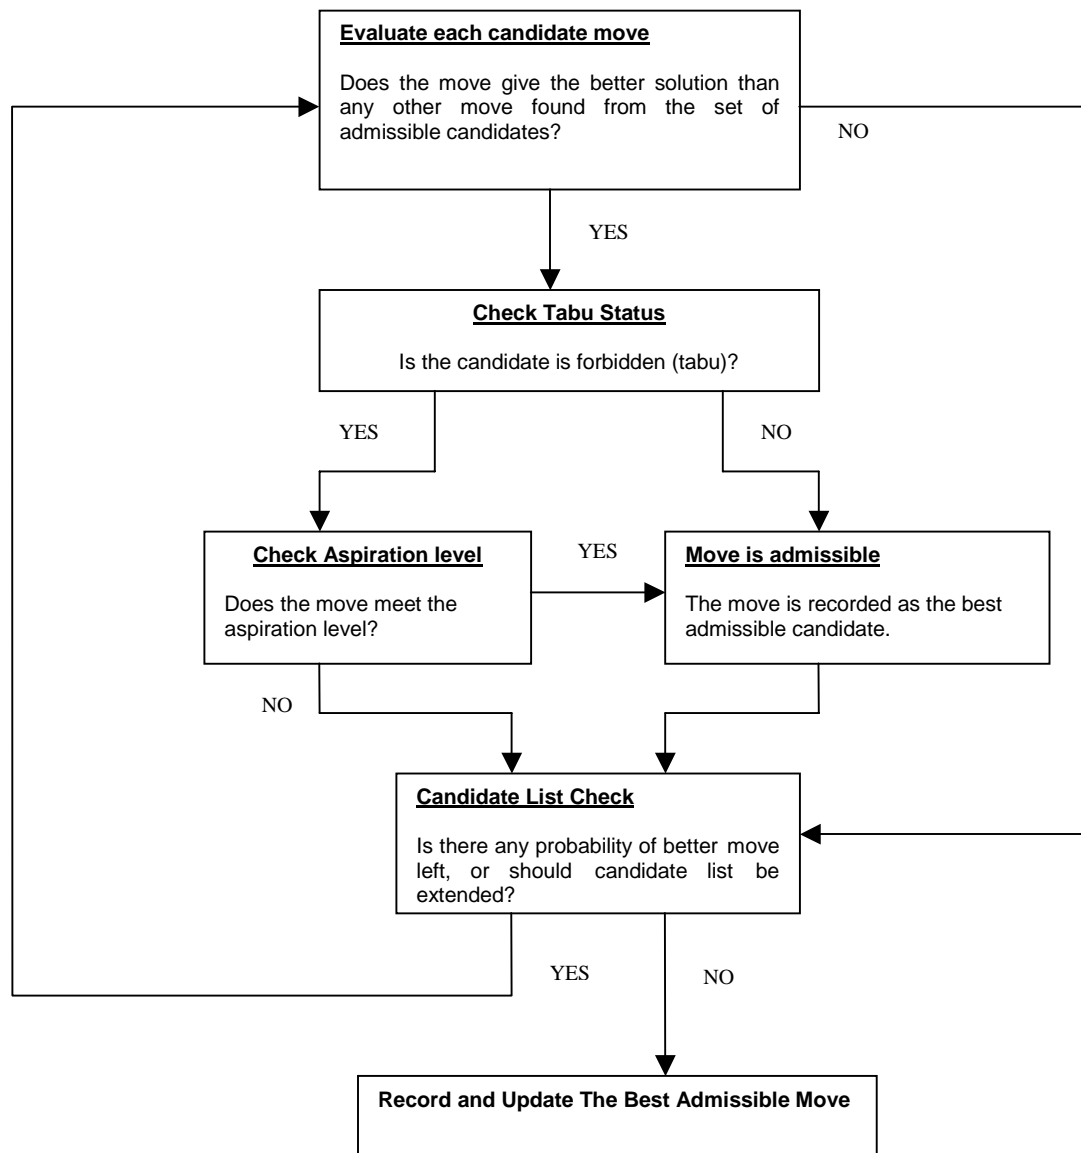 Evaluate each candidate move
Does the move give the better solution than
any other move found from the set of
admissible candidates?
NO
YES
Check Tabu Status
Is the candidate is forbidden (tabu)?
YES
NO
Check Aspiration level
Does the move meet the
aspiration level?
YES
Move is admissible
The move is recorded as the best
admissible candidate.
NO
Candidate List Check
Is there any probability of better move
left, or should candidate list be
extended?
YES
NO
Record and Update The Best Admissible Move